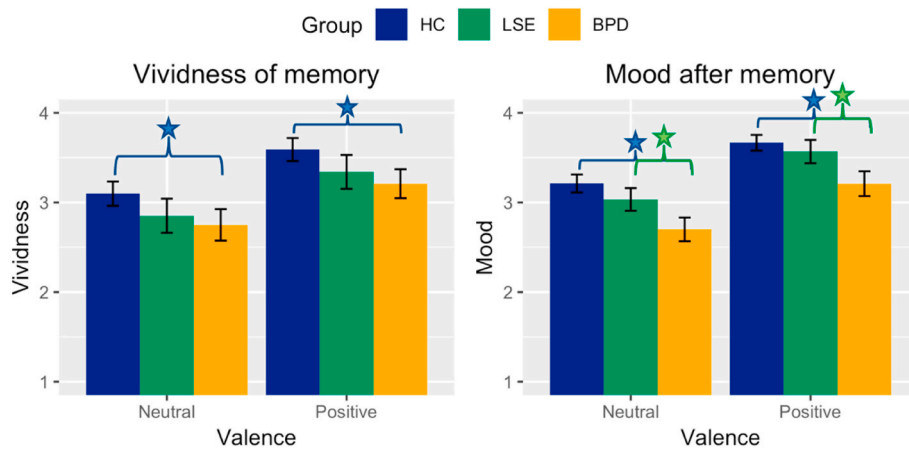 Group HC LSE BPD
Vividness of memory
Vividness
4
3
2
1
Neutral Positive
Valence
Mood after memory
Mood
4
3
2
1
Neutral Positive
Valence